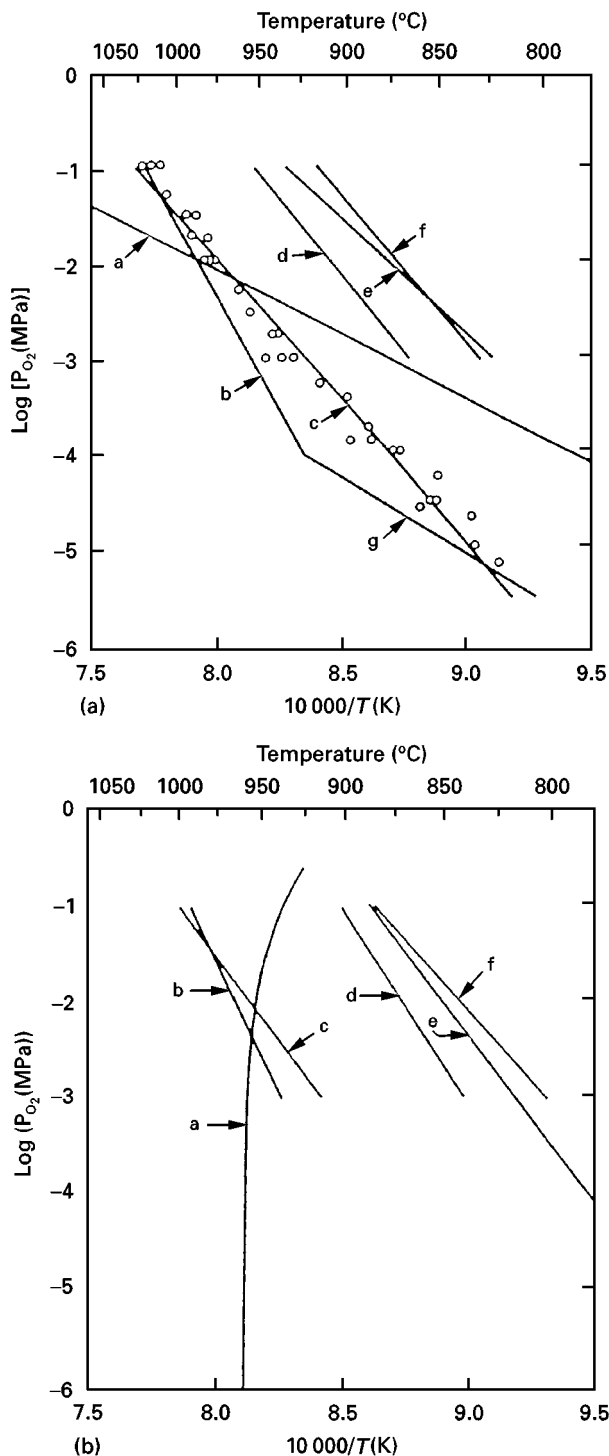 Temperature (°C)
1050 1000 950 900 850 780
0
−1
−2
−3
−4
−5
−6
Log [P_O₂(MPa)]
a
b
c
d
e
f
g
7.5 8.0 8.5 9.0 9.5
(a) 10 000/T(K)
Temperature (°C)
1050 1000 950 900 850 800
0
−1
−2
−3
−4
−5
−6
Log (P_O₂(MPa))
b
c
a
d
e
f
7.5 8.0 8.5 9.0 9.5
(b) 10 000/T(K)